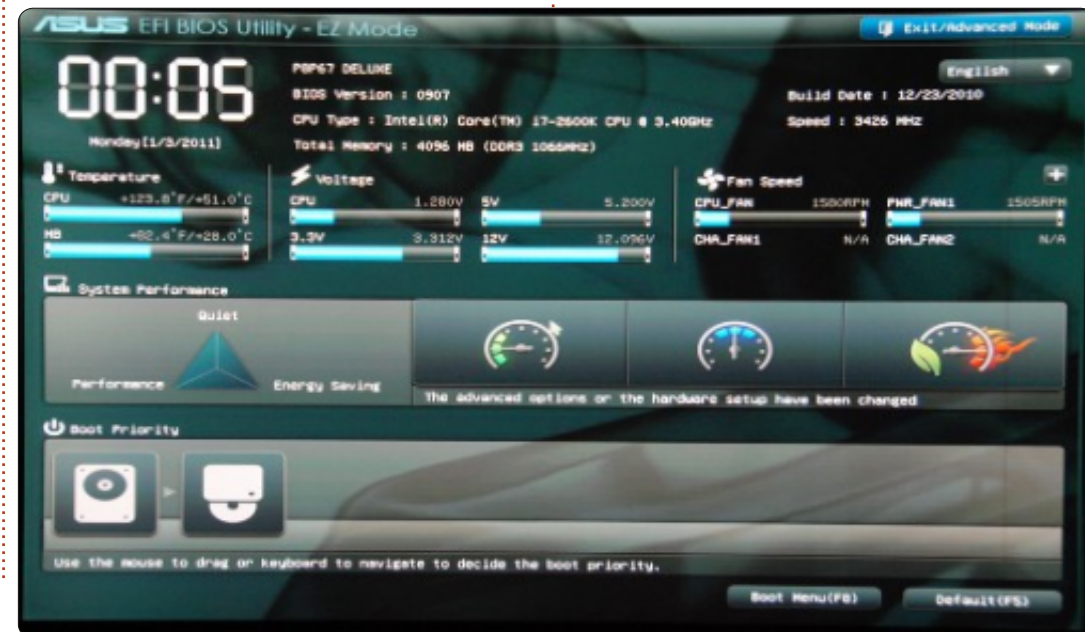 ASUS EFI BIOS Utility - EZ Mode
Exit/Advanced Mode
00:05
Monday[1/3/2011]
P8P67 DELUXE
English
BIOS Version : 0907
Build Date : 12/23/2010
CPU Type : Intel(R) Core(TM) i7-2600K CPU @ 3.40GHz
Speed : 3426 MHz
Total Memory : 4096 MB (DDR3 1066MHz)
Temperature
CPU +123.8°F/+51.0°C
MB +82.4°F/+28.0°C
Voltage
CPU 1.280V 5V 5.200V
3.3V 3.312V 12V 12.096V
Fan Speed
CPU_FAN 1580RPM PWR_FAN1 1505RPM
CHA_FAN1 N/A CHA_FAN2 N/A
System Performance
Quiet
Performance
Energy Saving
The advanced options or the hardware setup have been changed
Boot Priority
Use the mouse to drag or keyboard to navigate to decide the boot priority.
Boot Menu(F8)
Default(F5)